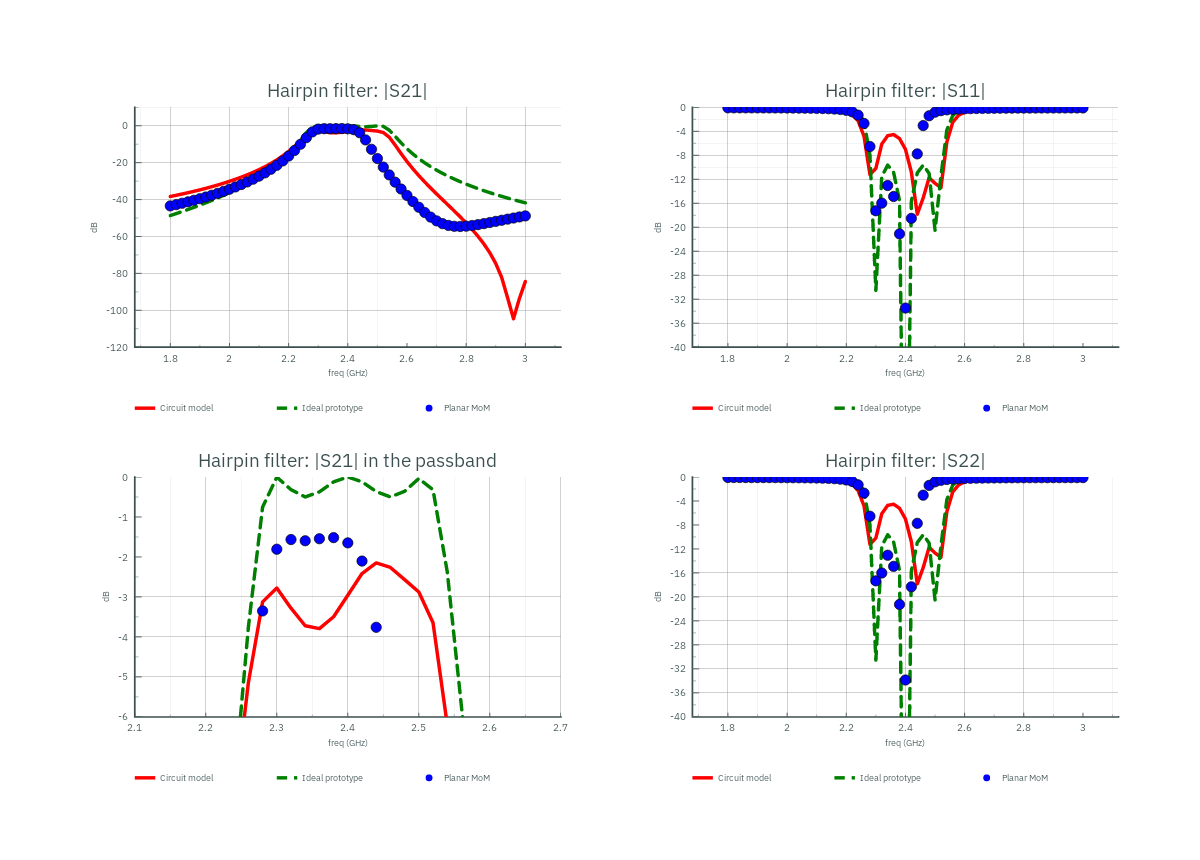 Hairpin filter: |S21|
0
-20
-40
-60
-80
-100
-120
dB
1.8
2
2.2
2.4
2.6
2.8
3
freq (GHz)
Circuit model
Ideal prototype
Planar MoM
Hairpin filter: |S11|
0
-4
-8
-12
-16
-20
-24
-28
-32
-36
-40
dB
1.8
2
2.2
2.4
2.6
2.8
3
freq (GHz)
Circuit model
Ideal prototype
Planar MoM
Hairpin filter: |S21| in the passband
0
-1
-2
-3
-4
-5
-6
dB
2.1
2.2
2.3
2.4
2.5
2.6
2.7
freq (GHz)
Circuit model
Ideal prototype
Planar MoM
Hairpin filter: |S22|
0
-4
-8
-12
-16
-20
-24
-28
-32
-36
-40
dB
1.8
2
2.2
2.4
2.6
2.8
3
freq (GHz)
Circuit model
Ideal prototype
Planar MoM